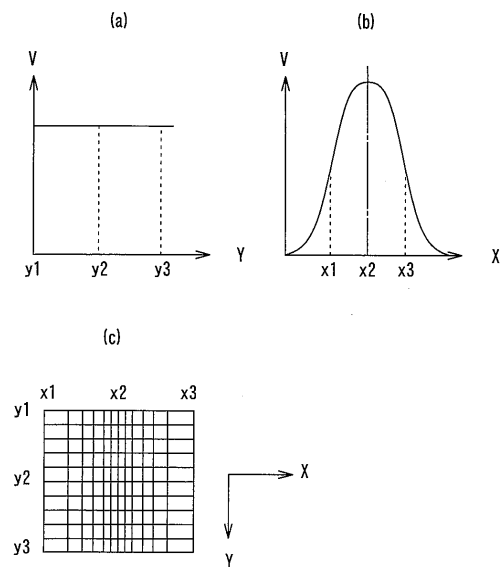 (a)
V
y1 y2 y3 Y
(b)
V
x1 x2 x3 X
(c)
x1 x2 x3
y1
y2
y3
X
Y